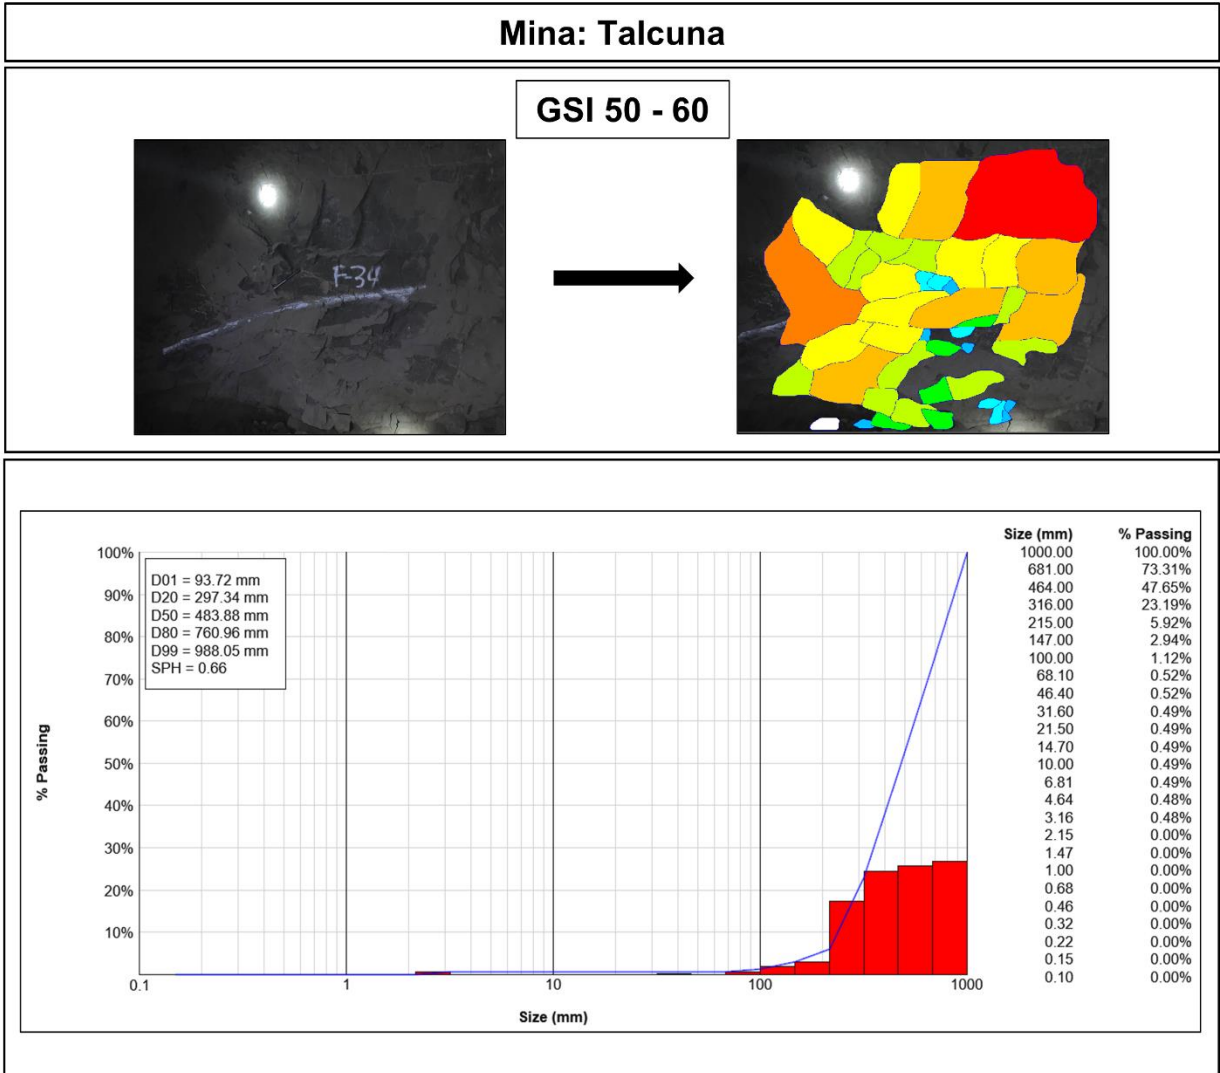 Mina: Talcuna
GSI 50 - 60
F-34
D01 = 93.72 mm
D20 = 297.34 mm
D50 = 483.88 mm
D80 = 760.96 mm
D99 = 988.05 mm
SPH = 0.66
% Passing
100%
90%
80%
70%
60%
50%
40%
30%
20%
10%
0.1 1 10 100 1000
Size (mm)
Size (mm) % Passing
1000.00 100.00%
681.00 73.31%
464.00 47.65%
316.00 23.19%
215.00 5.92%
147.00 2.94%
100.00 1.12%
68.10 0.52%
46.40 0.52%
31.60 0.49%
21.50 0.49%
14.70 0.49%
10.00 0.49%
6.81 0.49%
4.64 0.48%
3.16 0.48%
2.15 0.00%
1.47 0.00%
1.00 0.00%
0.68 0.00%
0.46 0.00%
0.32 0.00%
0.22 0.00%
0.15 0.00%
0.10 0.00%